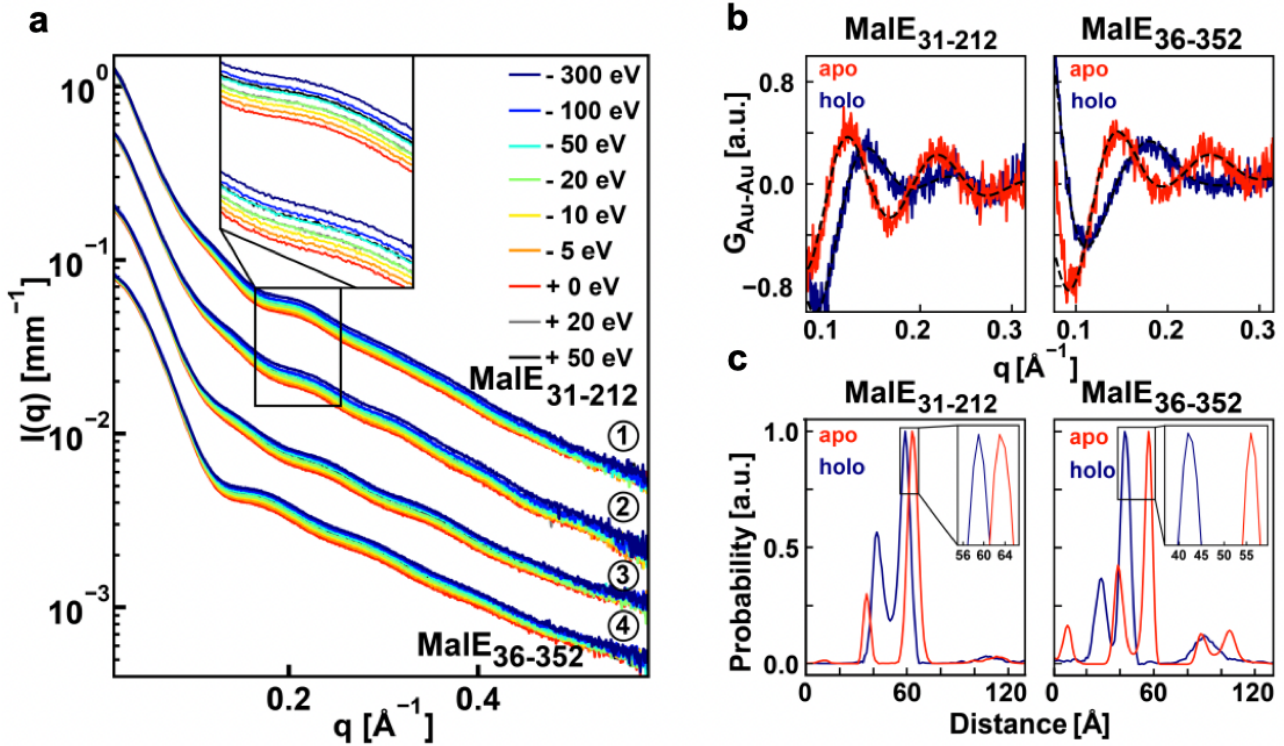 a
I(q) [mm⁻¹]
10⁰
10⁻¹
10⁻²
10⁻³
- 300 eV
- 100 eV
- 50 eV
- 20 eV
- 10 eV
- 5 eV
+ 0 eV
+ 20 eV
+ 50 eV
MalE₃₁₋₂₁₂
①
②
③
④
MalE₃₆₋₃₅₂
0.2 0.4
q [Å⁻¹]
b
MalE₃₁₋₂₁₂ MalE₃₆₋₃₅₂
G_Au-Au [a.u.]
0.8
0.0
−0.8
apo
holo
apo
holo
0.1 0.2 0.3 0.1 0.2 0.3
q [Å⁻¹]
c
MalE₃₁₋₂₁₂ MalE₃₆₋₃₅₂
Probability [a.u.]
1.0
0.5
0.0
apo
holo
56 60 64
apo
holo
40 45 50 55
0 60 120 0 60 120
Distance [Å]